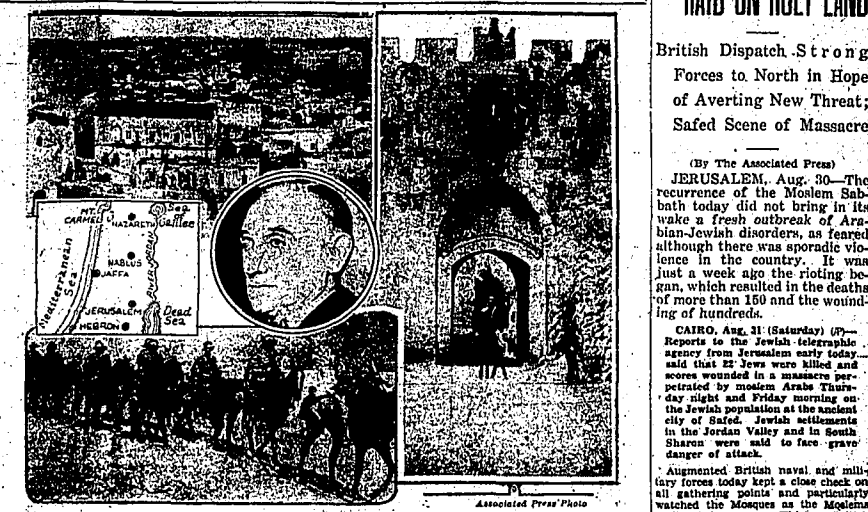 RAID ON HOLY LAND
British Dispatch Strong
Forces to North in Hope
of Averting New Threat;
Safed Scene of Massacre
(By The Associated Press)
JERUSALEM, Aug. 30—The
recurrence of the Moslem Sab-
bath today did not bring in its
wake a fresh outbreak of Ara-
bian-Jewish disorders, as feared
although there was sporadic vio-
lence in the country. It was
just a week ago the rioting be-
gan, which resulted in the deaths
of more than 150 and the wound-
ing of hundreds.
CAIRO, Aug. 31 (Saturday) (AP)—
Reports to the Jewish telegraphic
agency from Jerusalem early today
said that 22 Jews were killed and
scores wounded in a massacre per-
petrated by moslem Arabs Thurs-
day night and Friday morning on
the Jewish population at the ancient
city of Safed. Jewish settlements
in the Jordan Valley and in South
Sharon were said to face grave
danger of attack.
Augmented British naval and mili-
tary forces today kept a close check on
all gathering points and particularly
watched the Mosques as the Moslems
MT.
CARMEL
NAZARETH
Sea
of
Galilee
NABLUS
JAFFA
Mediterranean
Sea
JERUSALEM
HEBRON
Dead
Sea
Associated Press Photo